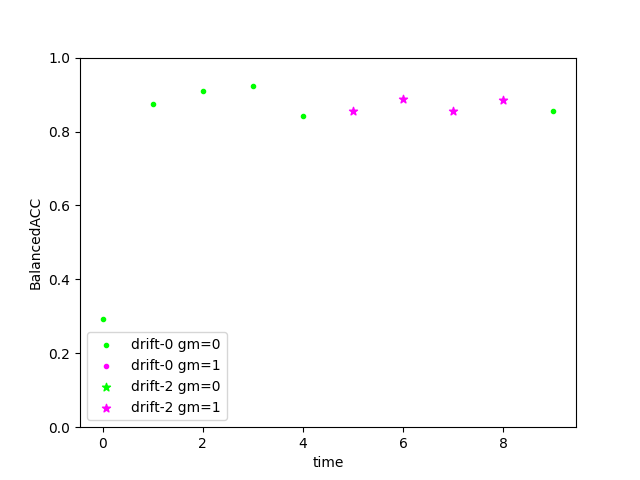 1.0
0.8
0.6
0.4
0.2
0.0
BalancedACC
drift-0 gm=0
drift-0 gm=1
drift-2 gm=0
drift-2 gm=1
0 2 4 6 8
time